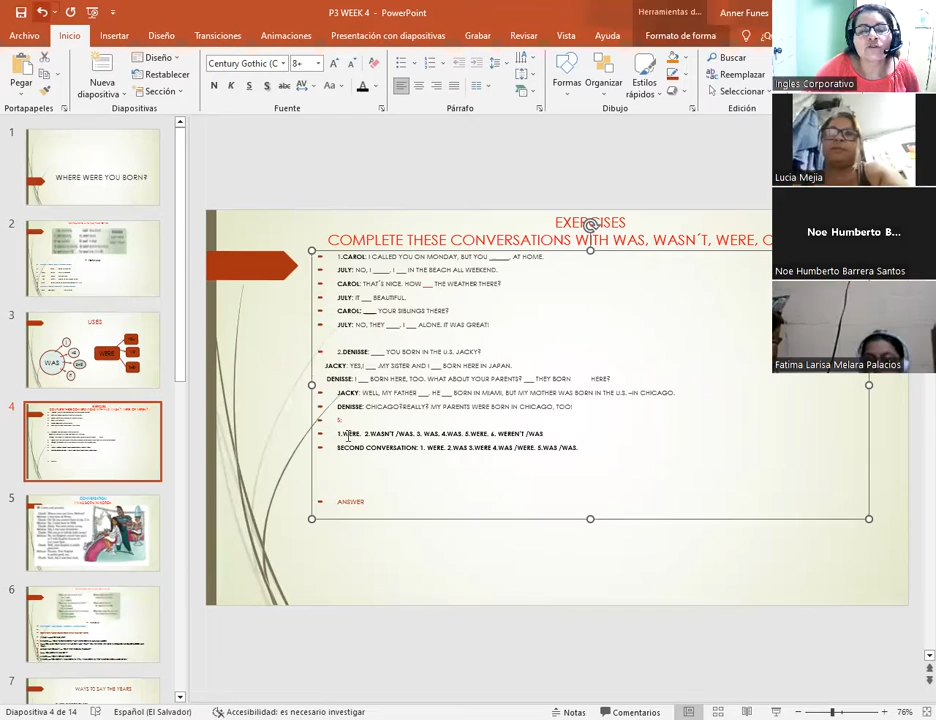 P3 WEEK 4 - PowerPoint
Herramientas d...
Anner Funes
Archivo Inicio Insertar Diseño Transiciones Animaciones Presentación con diapositivas Grabar Revisar Vista Ayuda Formato de forma
Pegar
Nueva diapositiva
Diseño
Restablecer
Sección
Century Gothic (C 8+
N K S abc AV Aa A
Formas Organizar Estilos rápidos
Buscar
Reemplazar
Seleccionar
Portapapeles Diapositivas Fuente Párrafo Dibujo Edición
Ingles Corporativo
Lucia Mejia
Noe Humberto B...
Noe Humberto Barrera Santos
Fatima Larisa Melara Palacios
1
WHERE WERE YOU BORN?
2
3
USES
WAS
WERE
4
5
CONVERSATION
6
7
WAYS TO SAY THE YEARS
EXERCISES
COMPLETE THESE CONVERSATIONS WITH WAS, WASN´T, WERE, O
1.CAROL: I CALLED YOU ON MONDAY, BUT YOU _____. AT HOME.
JULY: NO, I ____. I ___ IN THE BEACH ALL WEEKEND.
CAROL: THAT´S NICE, HOW ___ THE WEATHER THERE?
JULY: IT ___ BEAUTIFUL.
CAROL: ____ YOUR SIBLINGS THERE?
JULY: NO, THEY ____. I ___ ALONE. IT WAS GREAT!
2.DENISSE: ____ YOU BORN IN THE U.S. JACKY?
JACKY: YES,I ___ .MY SISTER AND I ___ BORN HERE IN JAPAN.
DENISSE: I ___ BORN HERE, TOO. WHAT ABOUT YOUR PARENTS? ___ THEY BORN HERE?
JACKY: WELL, MY FATHER ___. HE ___ BORN IN MIAMI, BUT MY MOTHER WAS BORN IN THE U.S. –IN CHICAGO.
DENISSE: CHICAGO?REALLY? MY PARENTS WERE BORN IN CHICAGO, TOO!
S:
1.WERE. 2.WASN'T /WAS. 3. WAS. 4.WAS. 5.WERE. 6. WEREN'T /WAS
SECOND CONVERSATION: 1. WERE. 2.WAS 3.WERE 4.WAS /WERE. 5.WAS /WAS.
ANSWER
Diapositiva 4 de 14 Español (El Salvador) Accesibilidad: es necesario investigar Notas Comentarios 76%